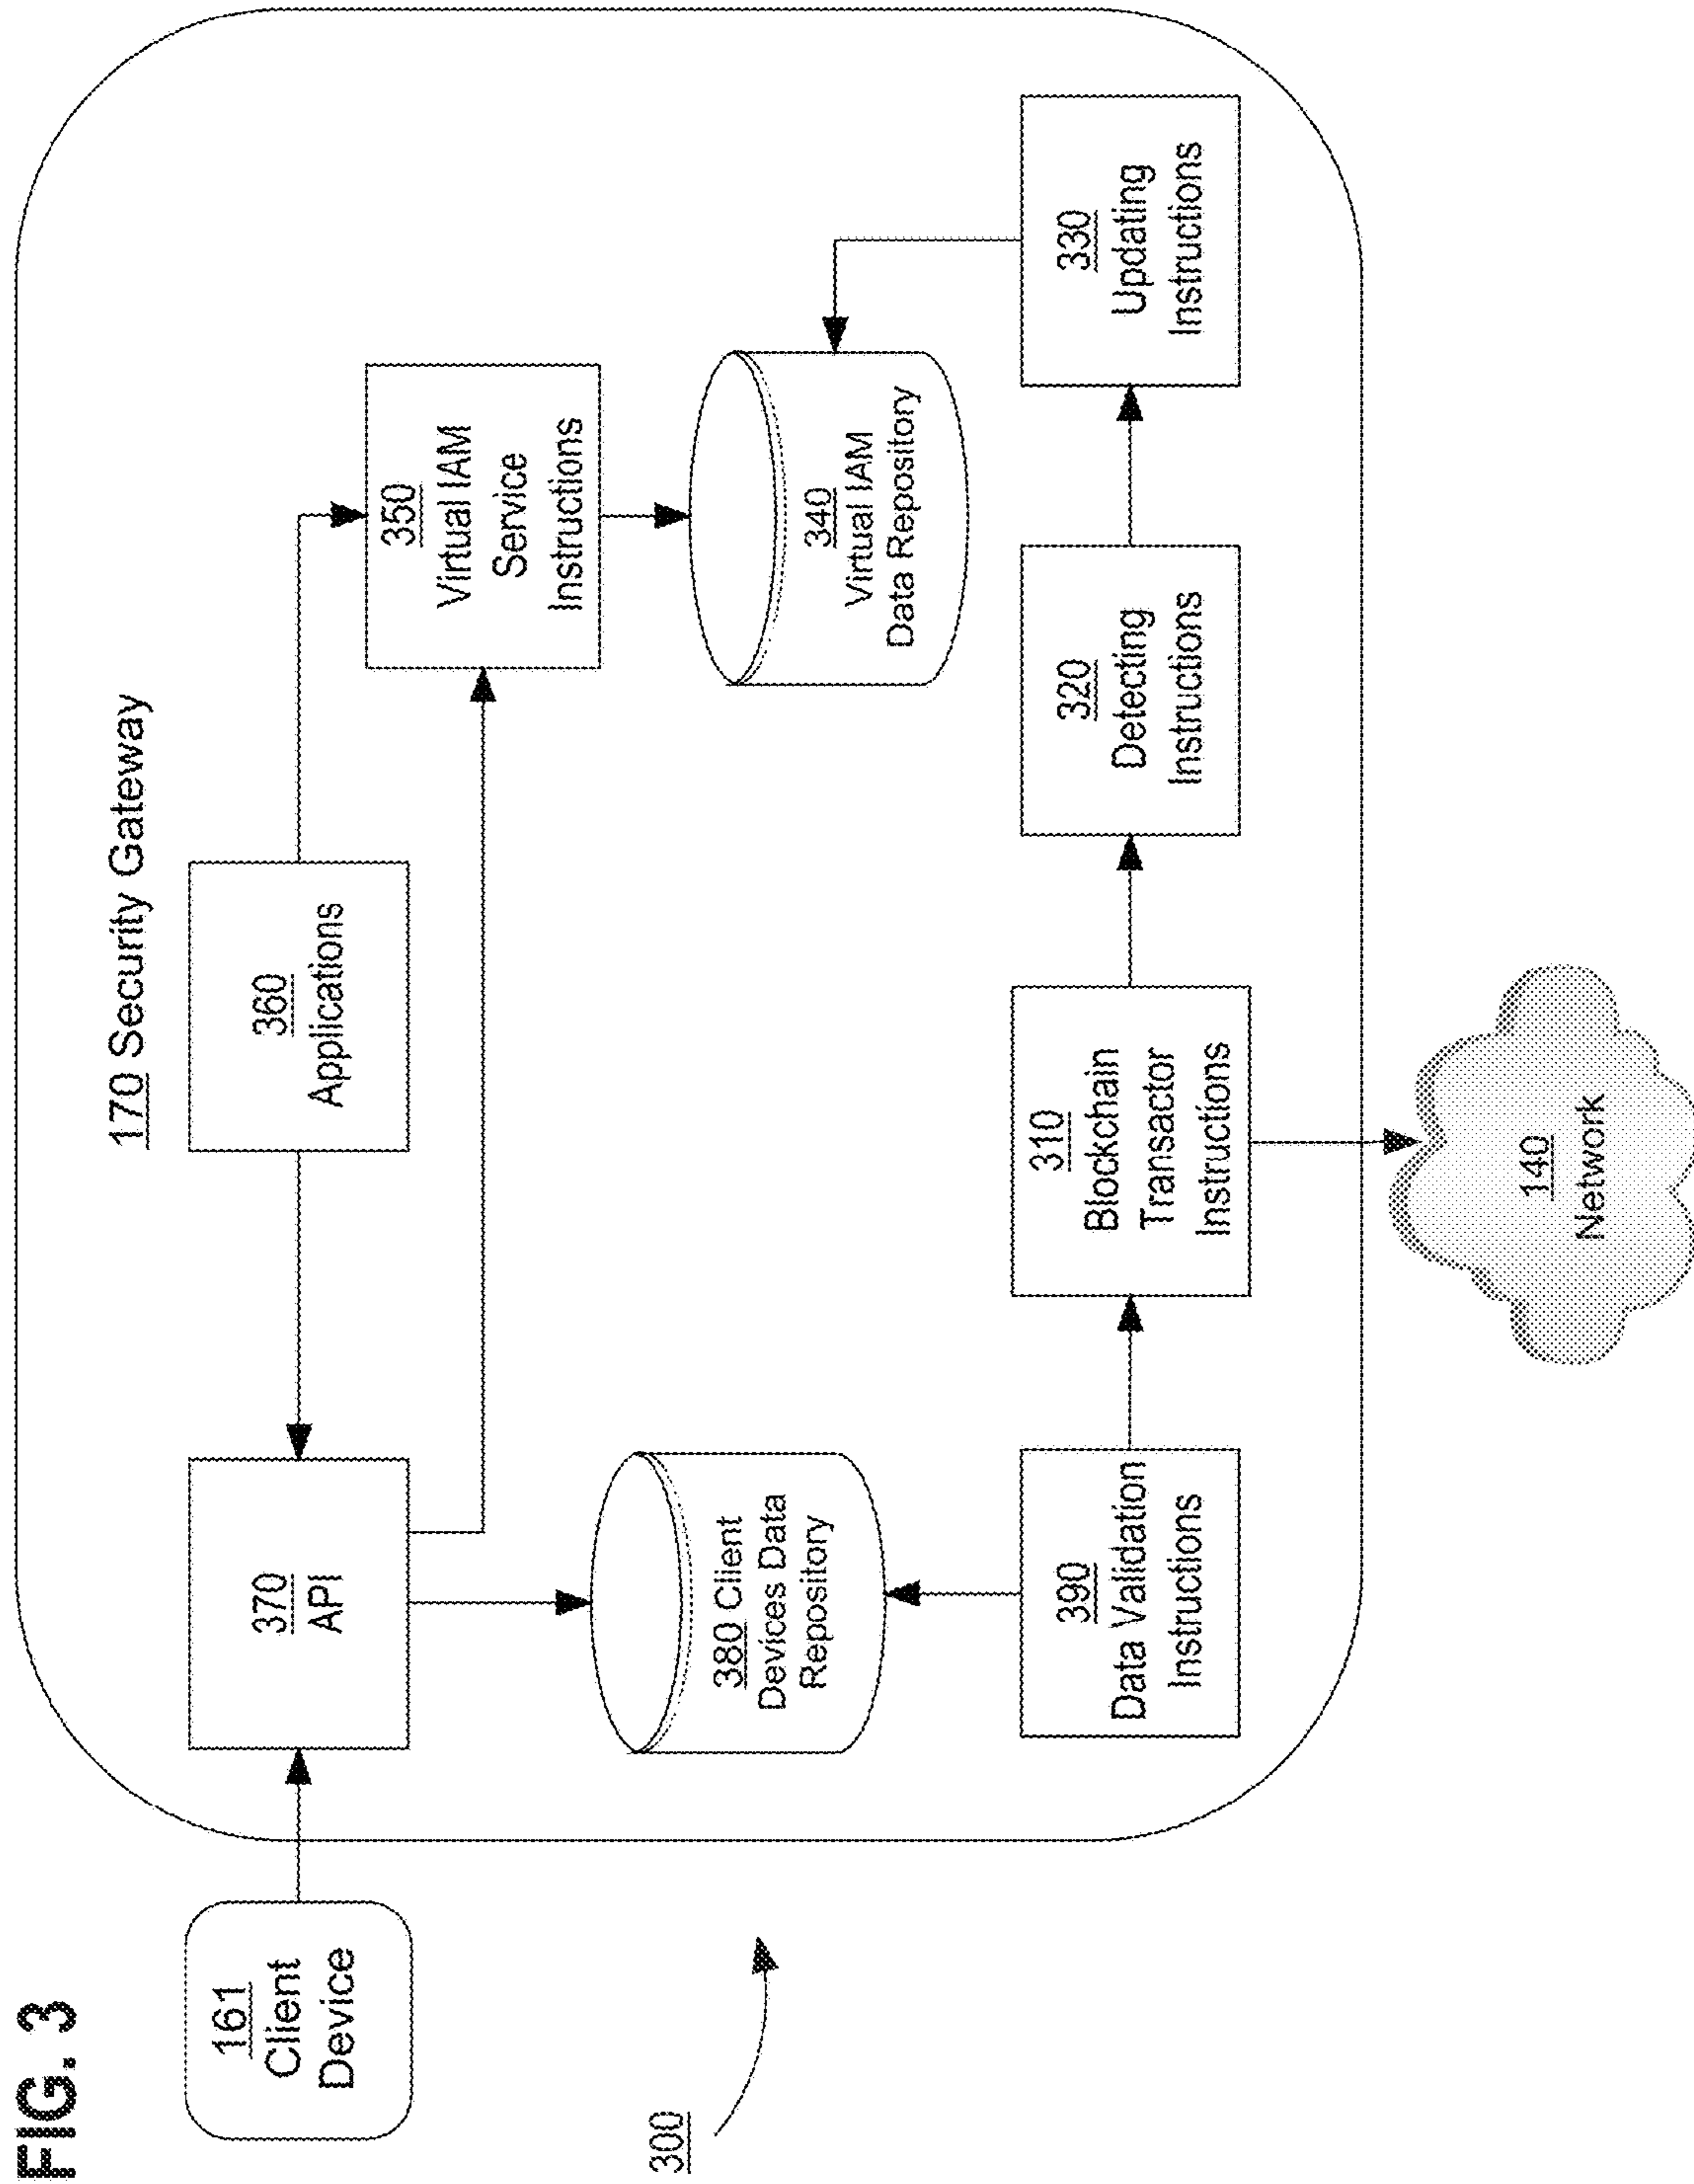 FIG. 3
170 Security Gateway
161
Client
Device
370
API
360
Applications
350
Virtual IAM
Service
Instructions
380 Client
Devices Data
Repository
340
Virtual IAM
Data Repository
390
Data Validation
Instructions
310
Blockchain
Transactor
Instructions
320
Detecting
Instructions
330
Updating
Instructions
300
140
Network